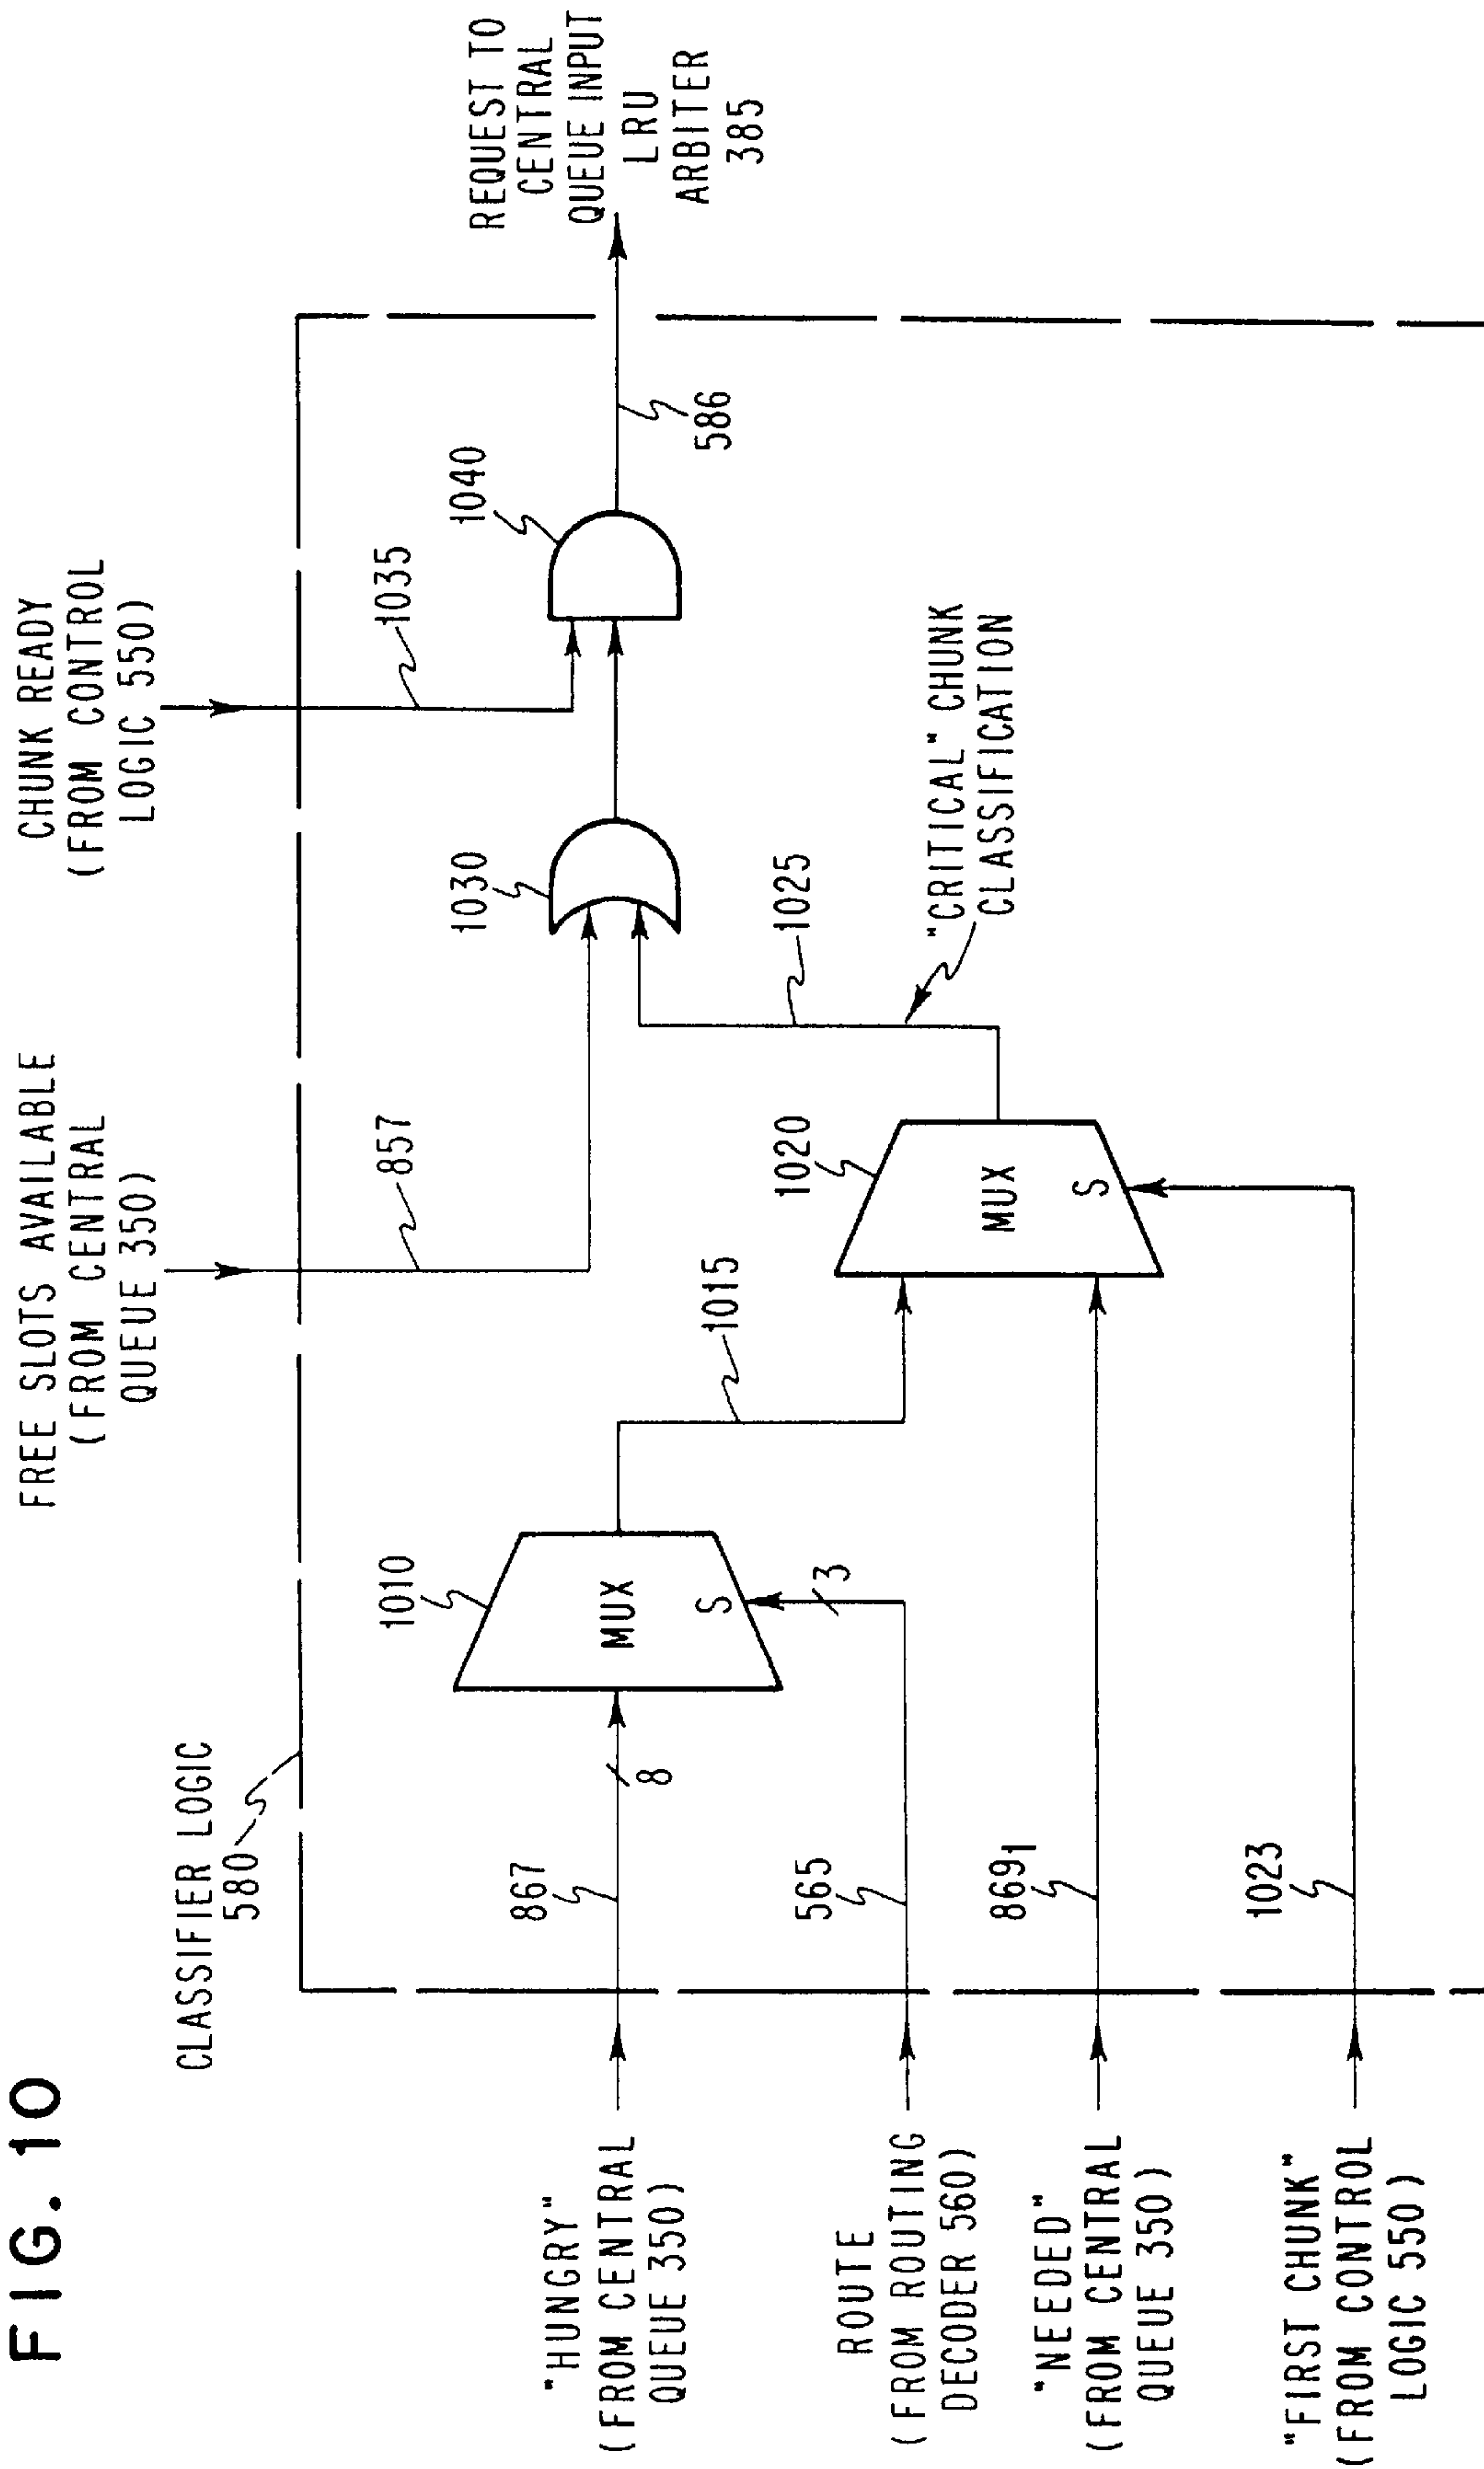 FIG. 10
FREE SLOTS AVAILABLE
(FROM CENTRAL
QUEUE 350)
CHUNK READY
(FROM CONTROL
LOGIC 550)
CLASSIFIER LOGIC
580
857
1035
REQUEST TO
CENTRAL
QUEUE INPUT
LRU
ARBITER
385
"HUNGRY"
(FROM CENTRAL
QUEUE 350)
867
8
1010
MUX
S
3
1015
1030
1040
586
ROUTE
(FROM ROUTING
DECODER 560)
565
1020
MUX
S
1025
"CRITICAL" CHUNK
CLASSIFICATION
"NEEDED"
(FROM CENTRAL
QUEUE 350)
869₁
"FIRST CHUNK"
(FROM CONTROL
LOGIC 550)
1023